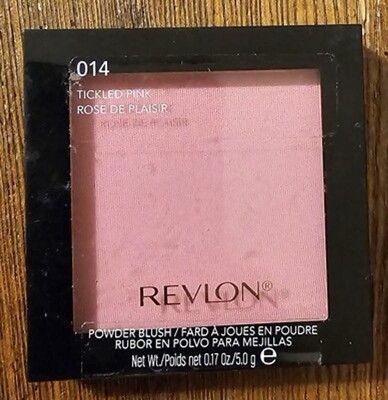 014
TICKLED PINK
ROSE DE PLAISIR
REVLON®
POWDER BLUSH / FARD À JOUES EN POUDRE
RUBOR EN POLVO PARA MEJILLAS
Net Wt./Poids net 0.17 Oz/5.0 g ℮